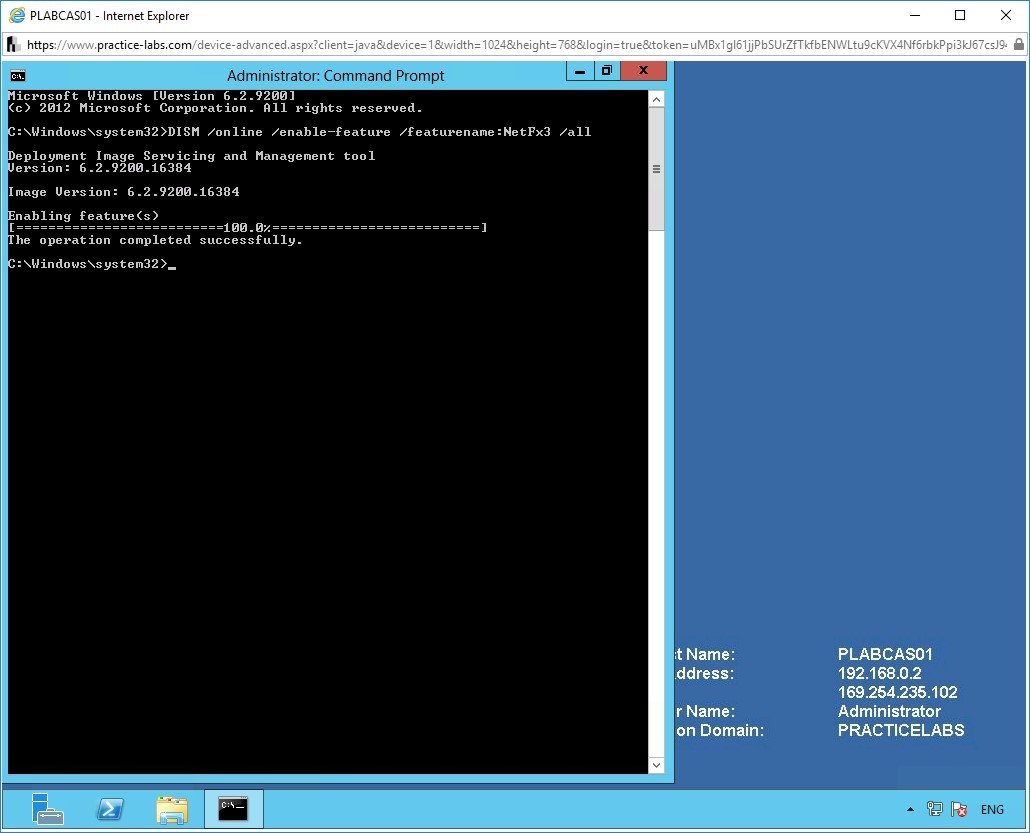 PLABCAS01 - Internet Explorer
https://www.practice-labs.com/device-advanced.aspx?client=java&device=1&width=1024&height=768&login=true&token=uMBx1gI61jjPbSUrZfTkfbENWLtu9cKVX4Nf6rbkPpi3kJ67csJ9
Administrator: Command Prompt
Microsoft Windows [Version 6.2.9200]
(c) 2012 Microsoft Corporation. All rights reserved.
C:\Windows\system32>DISM /online /enable-feature /featurename:NetFx3 /all
Deployment Image Servicing and Management tool
Version: 6.2.9200.16384
Image Version: 6.2.9200.16384
Enabling feature(s)
[==========================100.0%==========================]
The operation completed successfully.
C:\Windows\system32>_
st Name: PLABCAS01
ddress: 192.168.0.2
169.254.235.102
r Name: Administrator
on Domain: PRACTICELABS
ENG